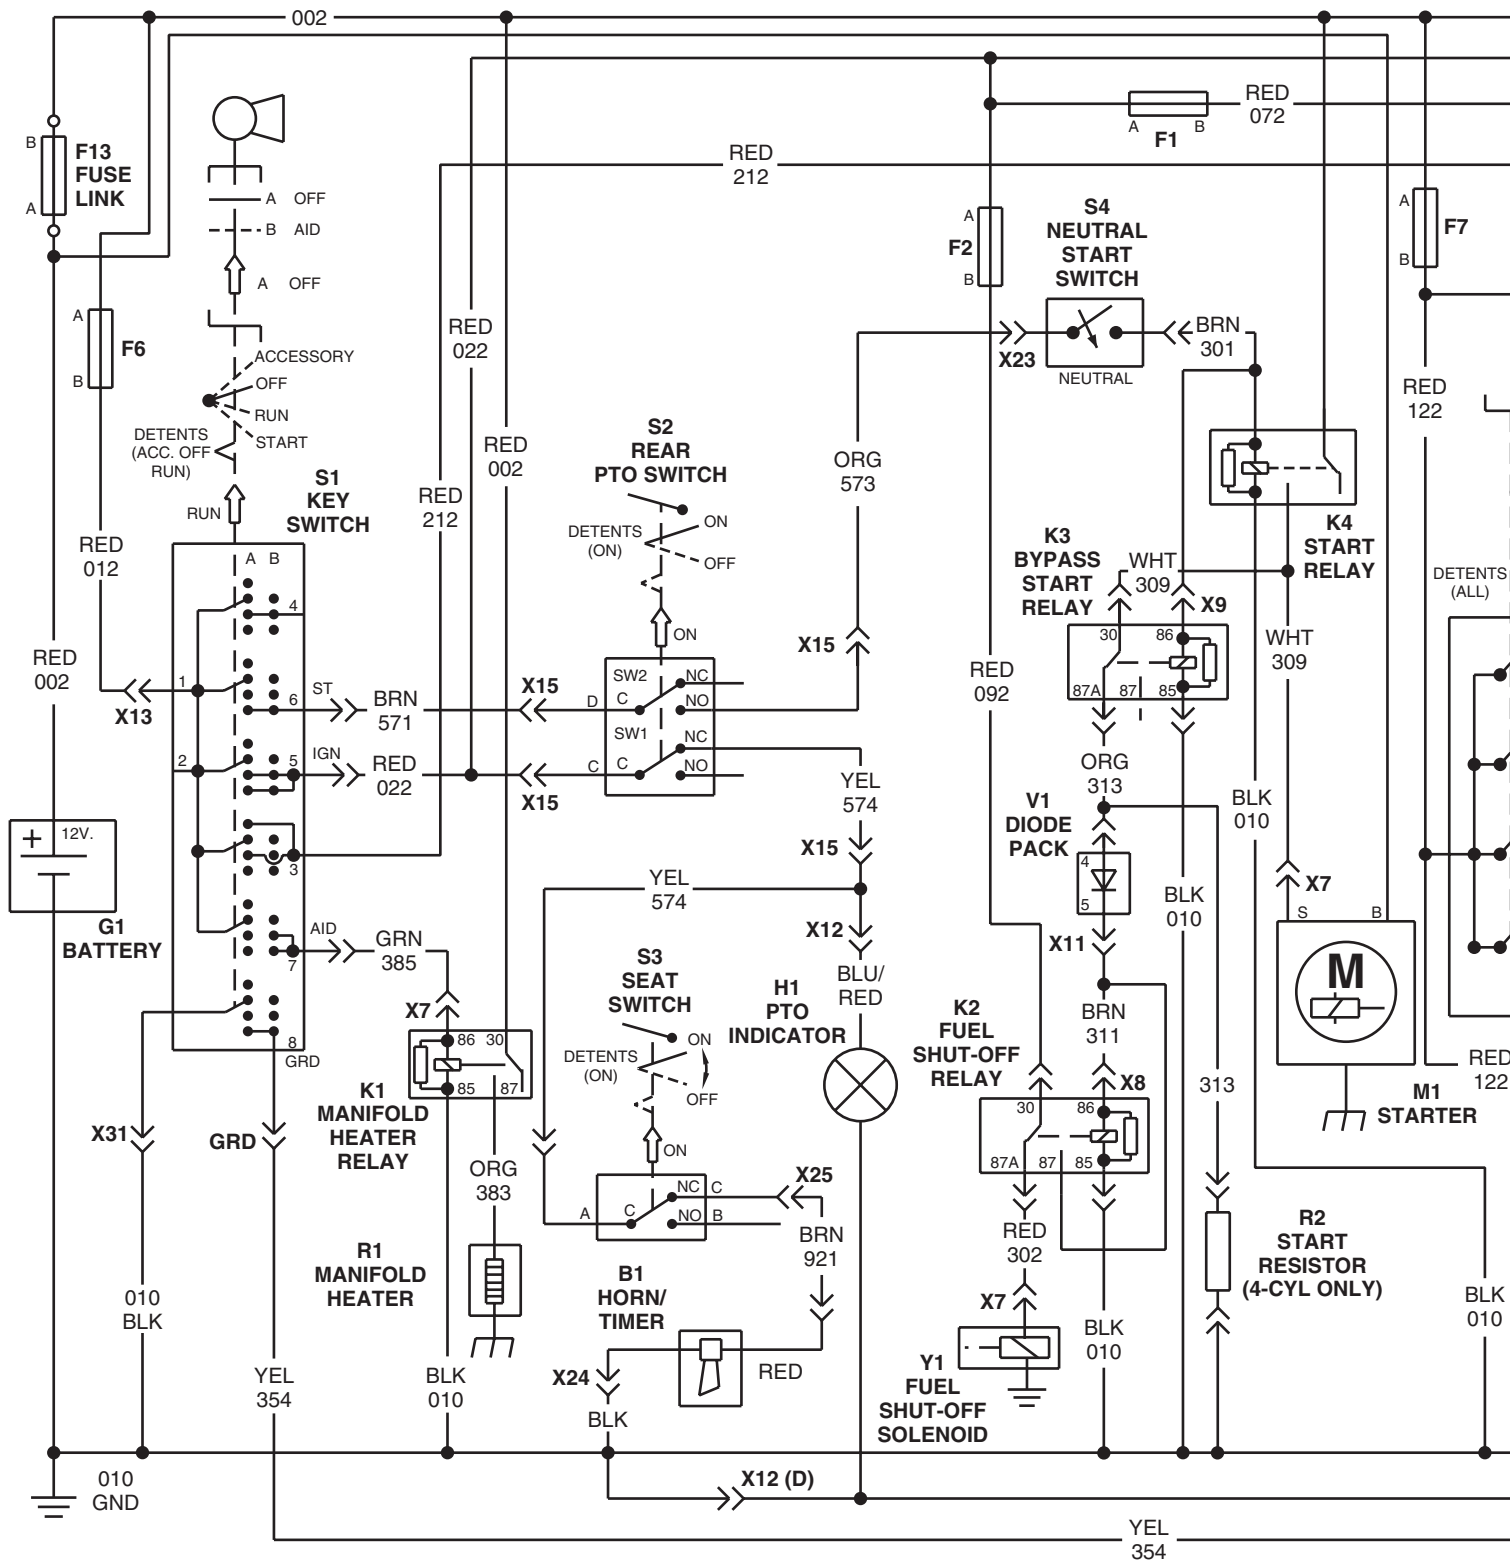 002
B
F13
FUSE
LINK
A
A OFF
B AID
A OFF
RED
072
A B
F1
RED
212
A
F2
B
S4
NEUTRAL
START
SWITCH
A
F7
B
A
F6
B
ACCESSORY
OFF
RUN
START
DETENTS
(ACC. OFF
RUN)
RED
022
X23
BRN
301
NEUTRAL
RED
122
RUN
S1
KEY
SWITCH
RED
212
RED
002
S2
REAR
PTO SWITCH
DETENTS
(ON)
ON
OFF
ON
ORG
573
K4
START
RELAY
K3
BYPASS
START
RELAY
WHT
309
X9
DETENTS
(ALL)
RED
012
A B
4
RED
002
1
X13
6
ST
BRN
571
X15
D
SW2
C
NC
NO
X15
RED
092
30 86
87A 87 85
WHT
309
2
5
IGN
RED
022
X15
C
SW1
C
NC
NO
YEL
574
ORG
313
V1
DIODE
PACK
BLK
010
+ 12V.
3
X15
4
5
X7
G1
BATTERY
AID
7
GRN
385
YEL
574
X12
X11
BLK
010
S B
M
BLU/
RED
S3
SEAT
SWITCH
H1
PTO
INDICATOR
K2
FUEL
SHUT-OFF
RELAY
BRN
311
X8
313
RED
122
M1
STARTER
X7
86 30
85 87
8
GRD
K1
MANIFOLD
HEATER
RELAY
DETENTS
(ON)
ON
OFF
ON
30 86
87A 87 85
X31
GRD
ORG
383
A
C
NC C
NO B
X25
BRN
921
RED
302
R2
START
RESISTOR
(4-CYL ONLY)
R1
MANIFOLD
HEATER
B1
HORN/
TIMER
X7
010
BLK
BLK
010
BLK
010
YEL
354
BLK
010
X24
RED
BLK
Y1
FUEL
SHUT-OFF
SOLENOID
010
GND
X12 (D)
YEL
354